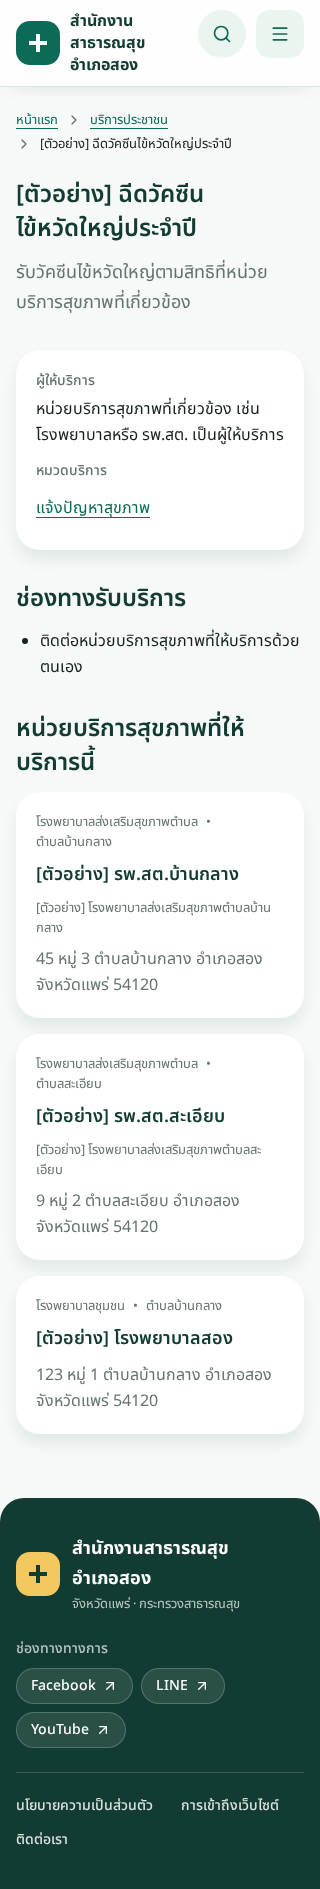 สำนักงาน
สาธารณสุข
อำเภอสอง
หน้าแรก > บริการประชาชน
> [ตัวอย่าง] ฉีดวัคซีนไข้หวัดใหญ่ประจำปี
[ตัวอย่าง] ฉีดวัคซีน
ไข้หวัดใหญ่ประจำปี
รับวัคซีนไข้หวัดใหญ่ตามสิทธิที่หน่วย
บริการสุขภาพที่เกี่ยวข้อง
ผู้ให้บริการ
หน่วยบริการสุขภาพที่เกี่ยวข้อง เช่น
โรงพยาบาลหรือ รพ.สต. เป็นผู้ให้บริการ
หมวดบริการ
แจ้งปัญหาสุขภาพ
ช่องทางรับบริการ
• ติดต่อหน่วยบริการสุขภาพที่ให้บริการด้วย
ตนเอง
หน่วยบริการสุขภาพที่ให้
บริการนี้
โรงพยาบาลส่งเสริมสุขภาพตำบล •
ตำบลบ้านกลาง
[ตัวอย่าง] รพ.สต.บ้านกลาง
[ตัวอย่าง] โรงพยาบาลส่งเสริมสุขภาพตำบลบ้าน
กลาง
45 หมู่ 3 ตำบลบ้านกลาง อำเภอสอง
จังหวัดแพร่ 54120
โรงพยาบาลส่งเสริมสุขภาพตำบล •
ตำบลสะเอียบ
[ตัวอย่าง] รพ.สต.สะเอียบ
[ตัวอย่าง] โรงพยาบาลส่งเสริมสุขภาพตำบลสะ
เอียบ
9 หมู่ 2 ตำบลสะเอียบ อำเภอสอง
จังหวัดแพร่ 54120
โรงพยาบาลชุมชน • ตำบลบ้านกลาง
[ตัวอย่าง] โรงพยาบาลสอง
123 หมู่ 1 ตำบลบ้านกลาง อำเภอสอง
จังหวัดแพร่ 54120
สำนักงานสาธารณสุข
อำเภอสอง
จังหวัดแพร่ · กระทรวงสาธารณสุข
ช่องทางทางการ
Facebook LINE
YouTube
นโยบายความเป็นส่วนตัว การเข้าถึงเว็บไซต์
ติดต่อเรา